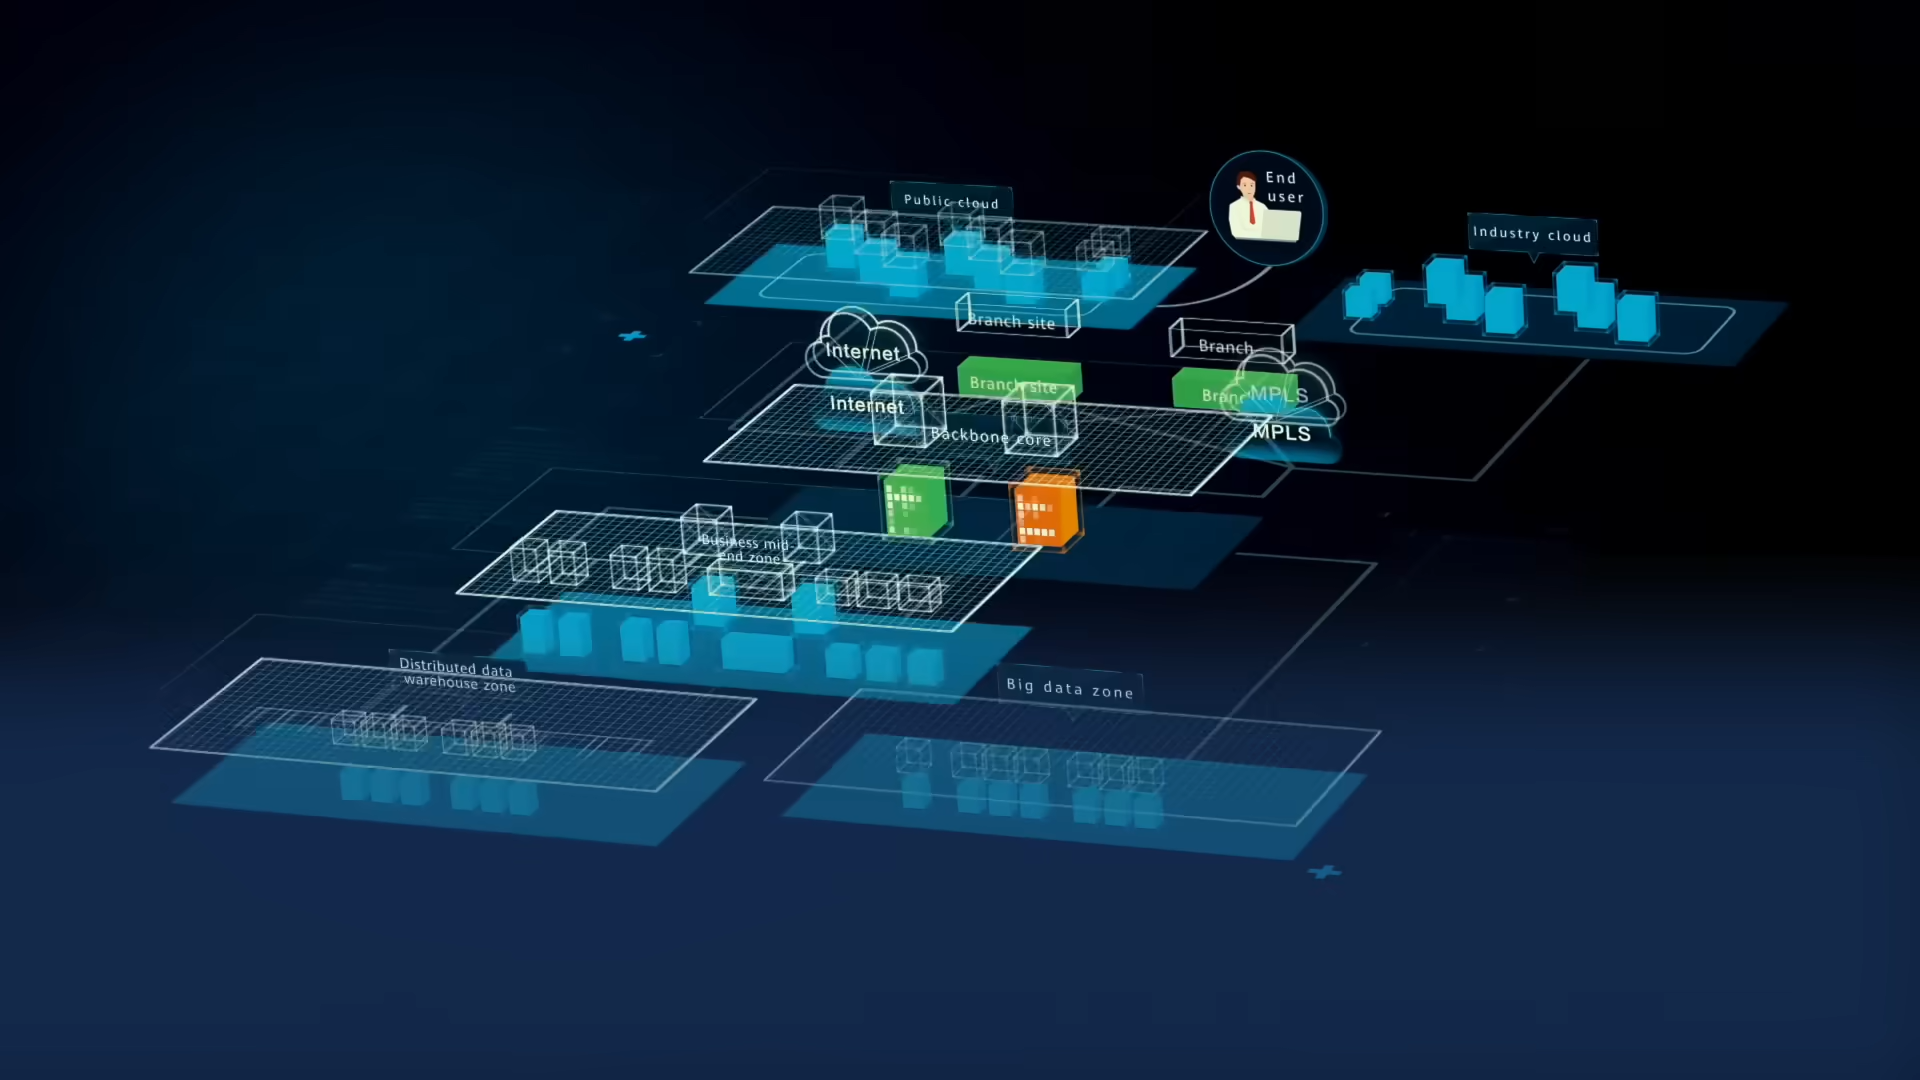 Public cloud
End
user
Industry cloud
Branch site
Branch
Internet
Branch site
MPLS
Internet
Backbone core
MPLS
Business mid-
end zone
Distributed data
warehouse zone
Big data zone